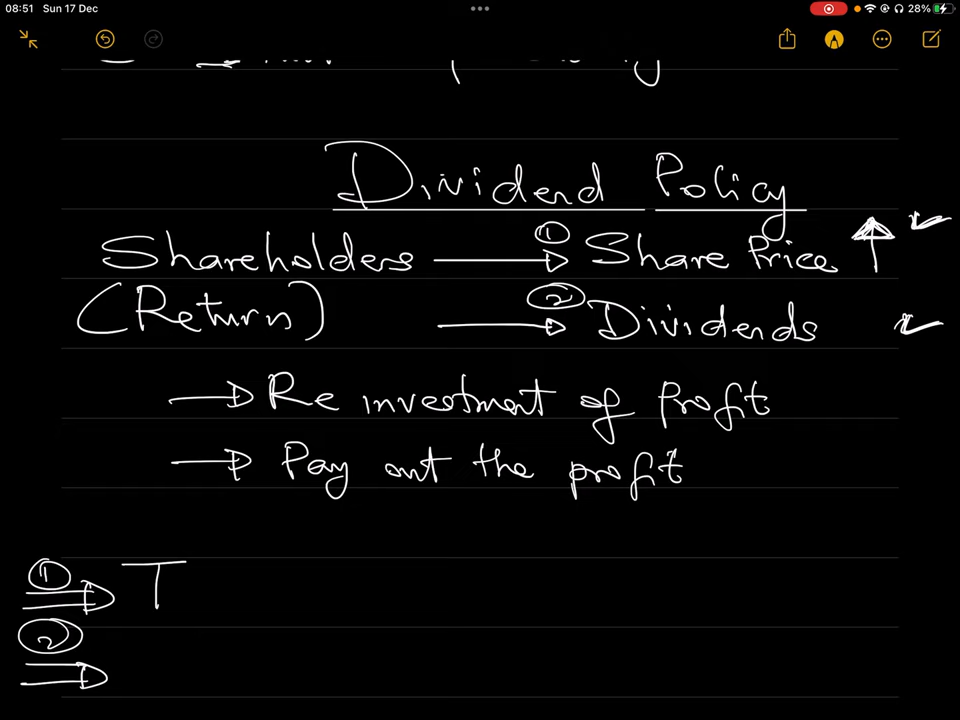 08:51 Sun 17 Dec 28%
Dividend Policy
Shareholders ① Share Price
(Return) ② Dividends
Re investment of profit
Pay out the profit
① T
②